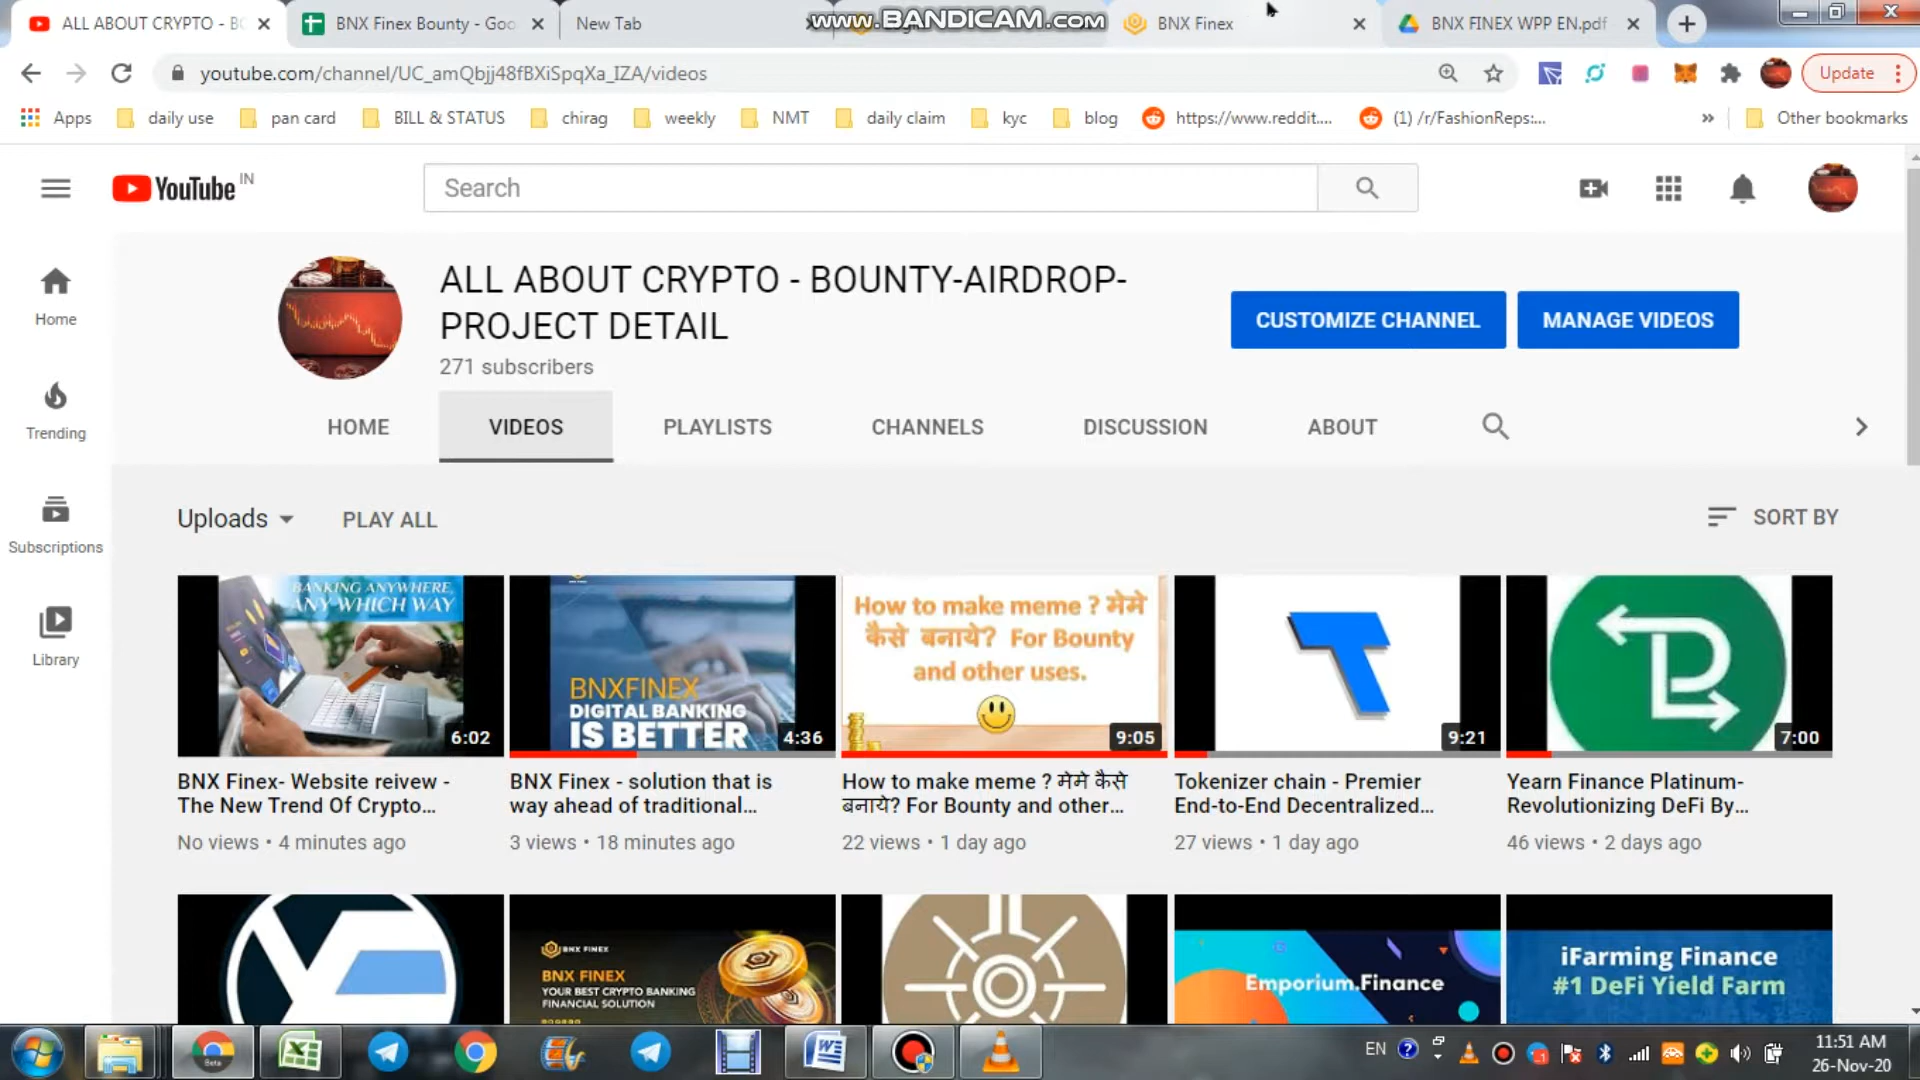 ALL ABOUT CRYPTO - BO
BNX Finex Bounty - Goo
New Tab
www.BANDICAM.com
BNX Finex
BNX FINEX WPP EN.pdf
youtube.com/channel/UC_amQbjj48fBXiSpqXa_IZA/videos
Update
Apps
daily use
pan card
BILL & STATUS
chirag
weekly
NMT
daily claim
kyc
blog
https://www.reddit....
(1) /r/FashionReps:...
»
Other bookmarks
YouTube IN
Search
Home
Trending
Subscriptions
Library
ALL ABOUT CRYPTO - BOUNTY-AIRDROP-
PROJECT DETAIL
271 subscribers
CUSTOMIZE CHANNEL
MANAGE VIDEOS
HOME
VIDEOS
PLAYLISTS
CHANNELS
DISCUSSION
ABOUT
Uploads
PLAY ALL
SORT BY
BANKING ANYWHERE,
ANY WHICH WAY
6:02
BNXFINEX
DIGITAL BANKING
IS BETTER
4:36
How to make meme ? मेमे
कैसे बनाये? For Bounty
and other uses.
9:05
9:21
7:00
BNX Finex- Website reivew -
The New Trend Of Crypto...
No views • 4 minutes ago
BNX Finex - solution that is
way ahead of traditional...
3 views • 18 minutes ago
How to make meme ? मेमे कैसे
बनाये? For Bounty and other...
22 views • 1 day ago
Tokenizer chain - Premier
End-to-End Decentralized...
27 views • 1 day ago
Yearn Finance Platinum-
Revolutionizing DeFi By...
46 views • 2 days ago
BNX FINEX
BNX FINEX
YOUR BEST CRYPTO BANKING
FINANCIAL SOLUTION
Emporium.Finance
iFarming Finance
#1 DeFi Yield Farm
Beta
EN
11:51 AM
26-Nov-20